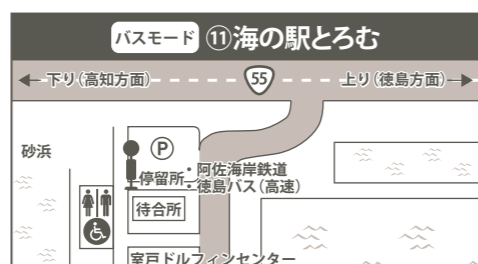 バスモード ⑪海の駅とろむ
下り(高知方面) 55 上り(徳島方面)
砂浜
P
停留所・阿佐海岸鉄道
・徳島バス(高速)
待合所
室戸ドルフィンセンター